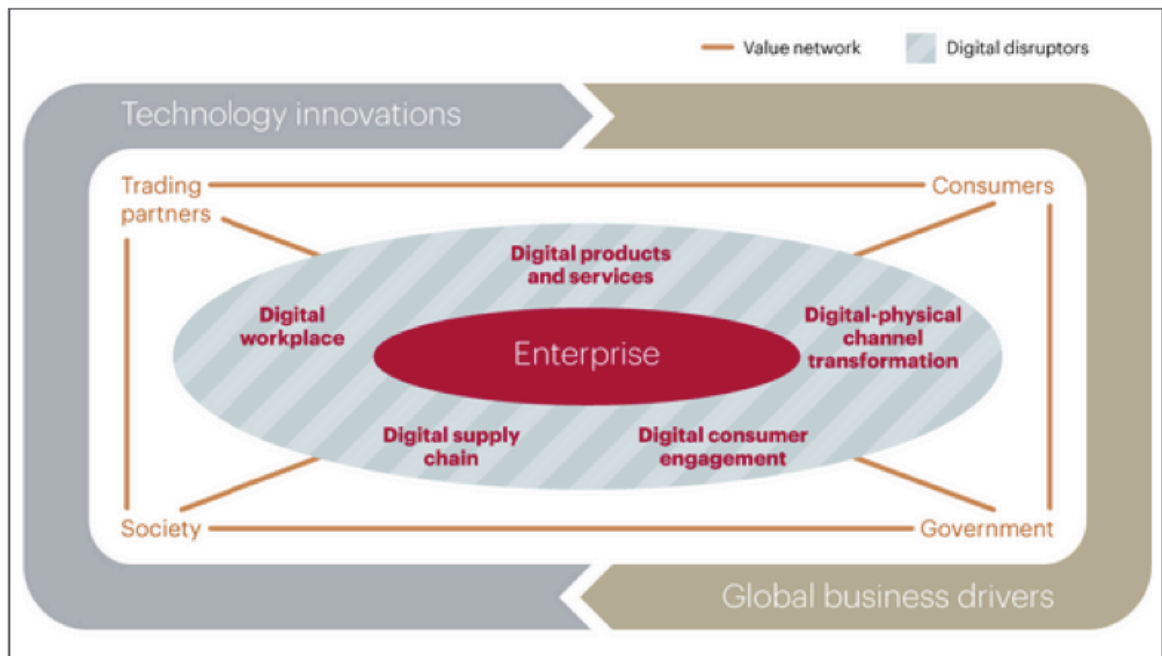 Value network
Digital disruptors
Technology innovations
Trading
partners
Consumers
Digital products
and services
Digital
workplace
Enterprise
Digital-physical
channel
transformation
Digital supply
chain
Digital consumer
engagement
Society
Government
Global business drivers